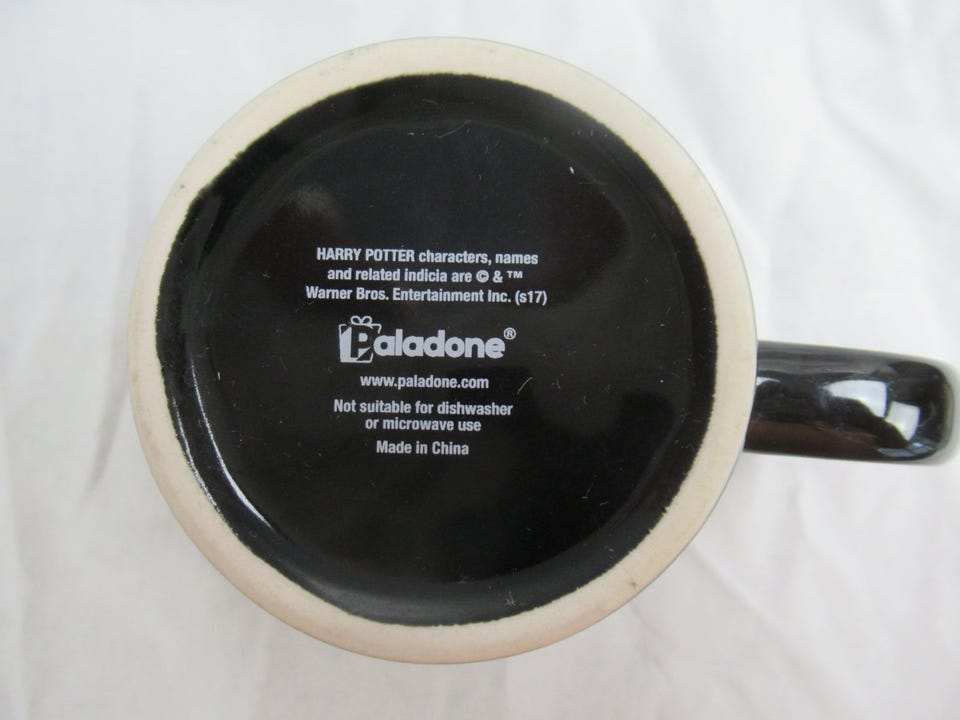 HARRY POTTER characters, names
and related indicia are © & ™
Warner Bros. Entertainment Inc. (s17)
Paladone®
www.paladone.com
Not suitable for dishwasher
or microwave use
Made in China